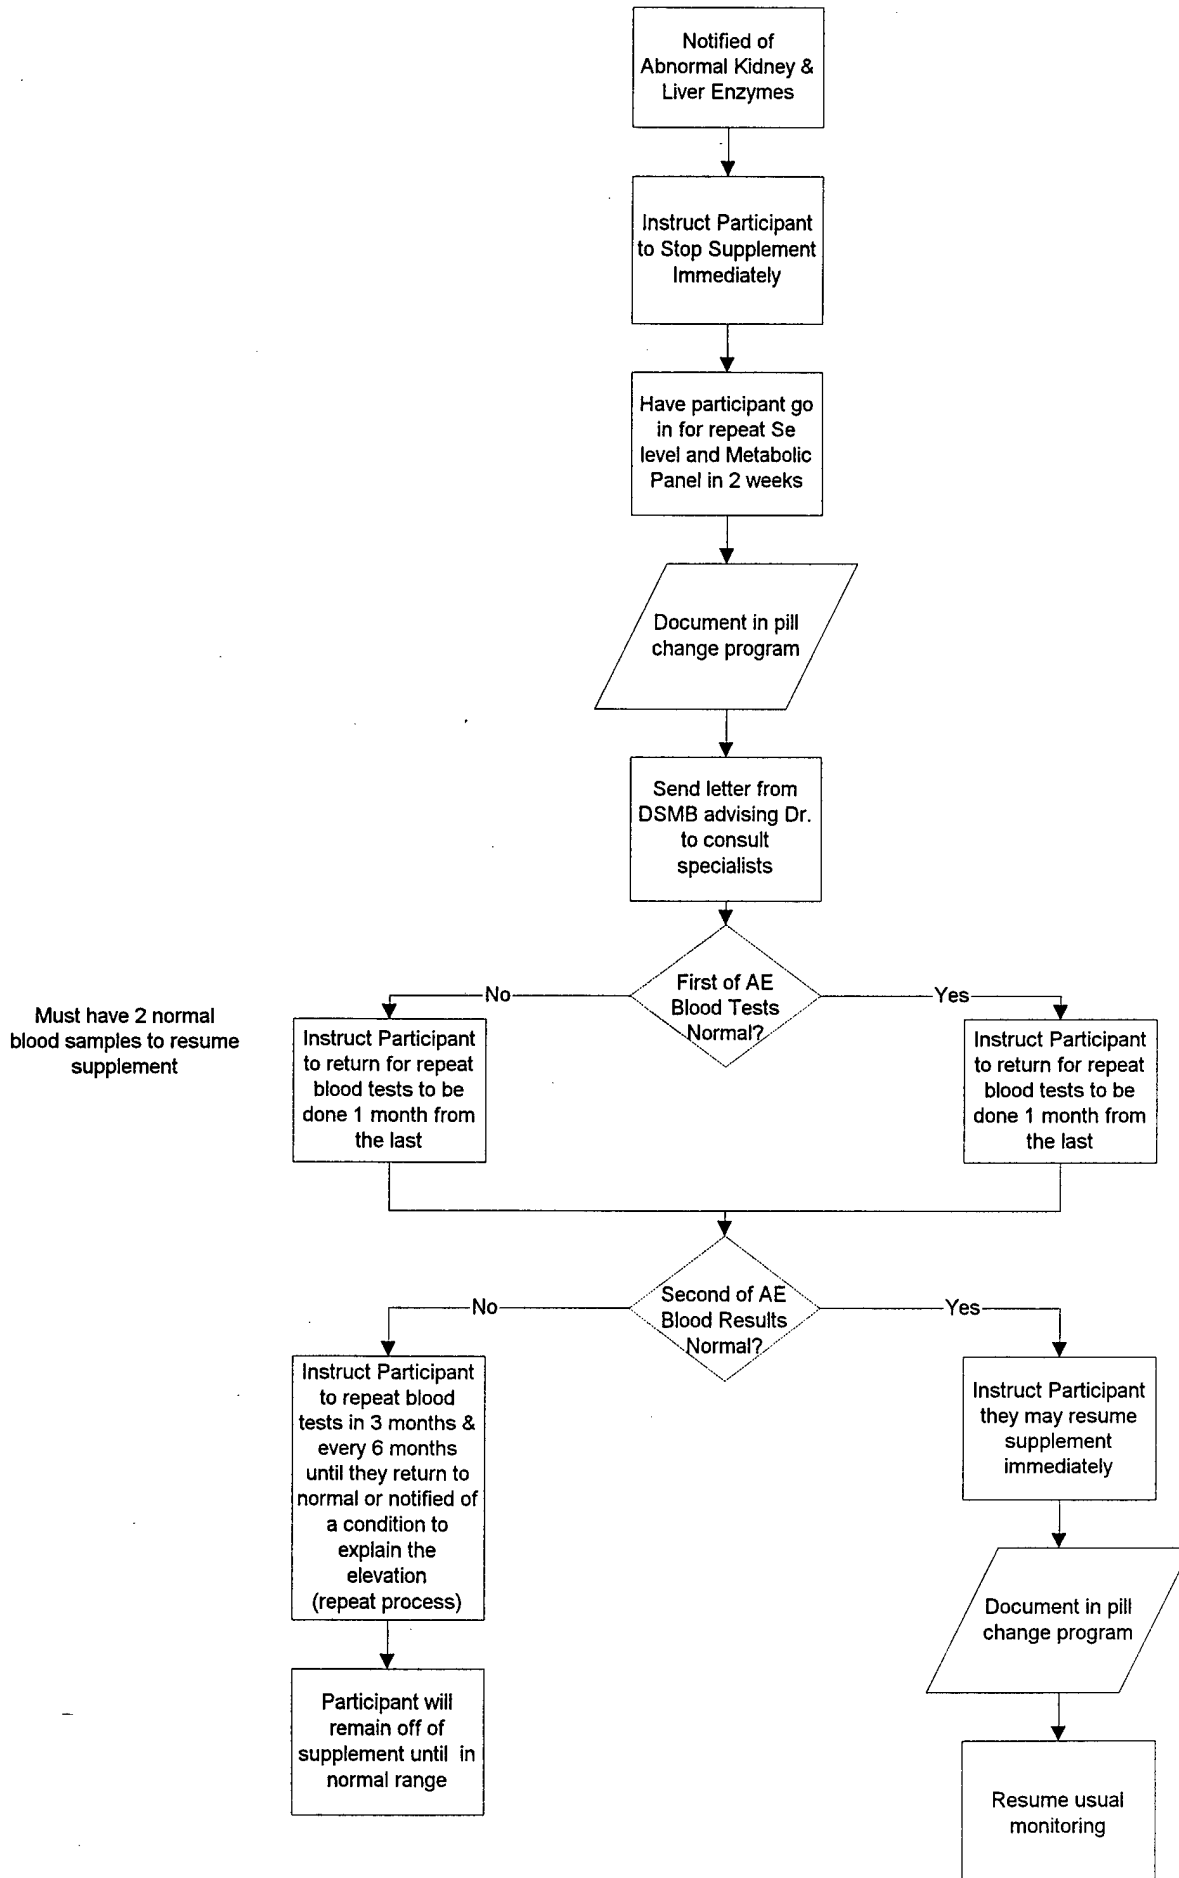 Notified of
Abnormal Kidney &
Liver Enzymes
Instruct Participant
to Stop Supplement
Immediately
Have participant go
in for repeat Se
level and Metabolic
Panel in 2 weeks
Document in pill
change program
Send letter from
DSMB advising Dr.
to consult
specialists
First of AE
Blood Tests
Normal?
No
Yes
Must have 2 normal
blood samples to resume
supplement
Instruct Participant
to return for repeat
blood tests to be
done 1 month from
the last
Instruct Participant
to return for repeat
blood tests to be
done 1 month from
the last
Second of AE
Blood Results
Normal?
No
Yes
Instruct Participant
to repeat blood
tests in 3 months &
every 6 months
until they return to
normal or notified of
a condition to
explain the
elevation
(repeat process)
Instruct Participant
they may resume
supplement
immediately
Document in pill
change program
Participant will
remain off of
supplement until in
normal range
Resume usual
monitoring